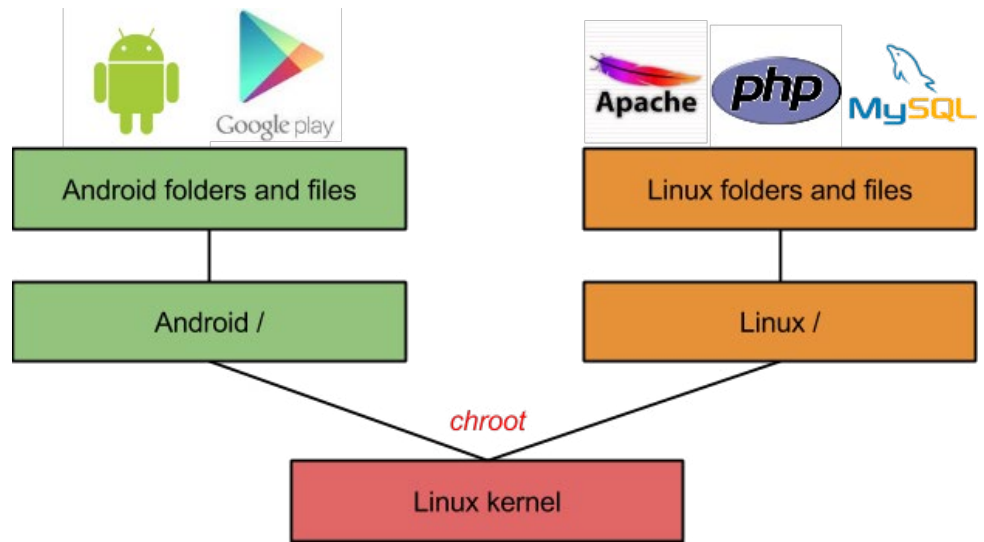 Google play
Apache
php
MySQL
Android folders and files
Linux folders and files
Android /
Linux /
chroot
Linux kernel